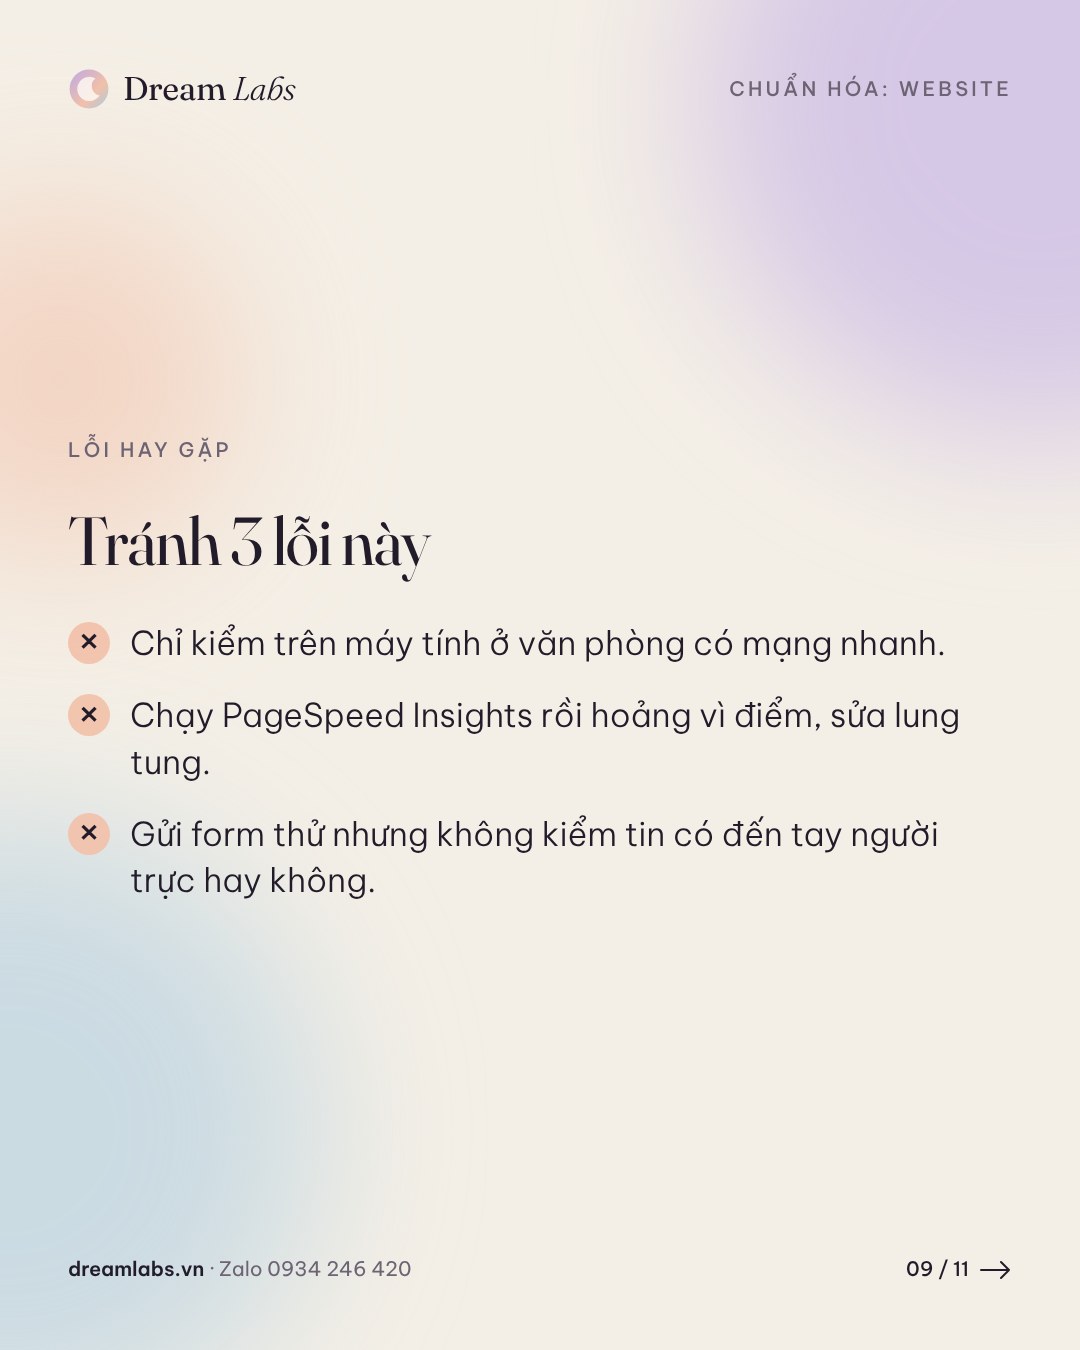 Dream Labs
CHUẨN HÓA: WEBSITE
LỖI HAY GẶP
Tránh 3 lỗi này
Chỉ kiểm trên máy tính ở văn phòng có mạng nhanh.
Chạy PageSpeed Insights rồi hoảng vì điểm, sửa lung
tung.
Gửi form thử nhưng không kiểm tin có đến tay người
trực hay không.
dreamlabs.vn · Zalo 0934 246 420
09 / 11 →